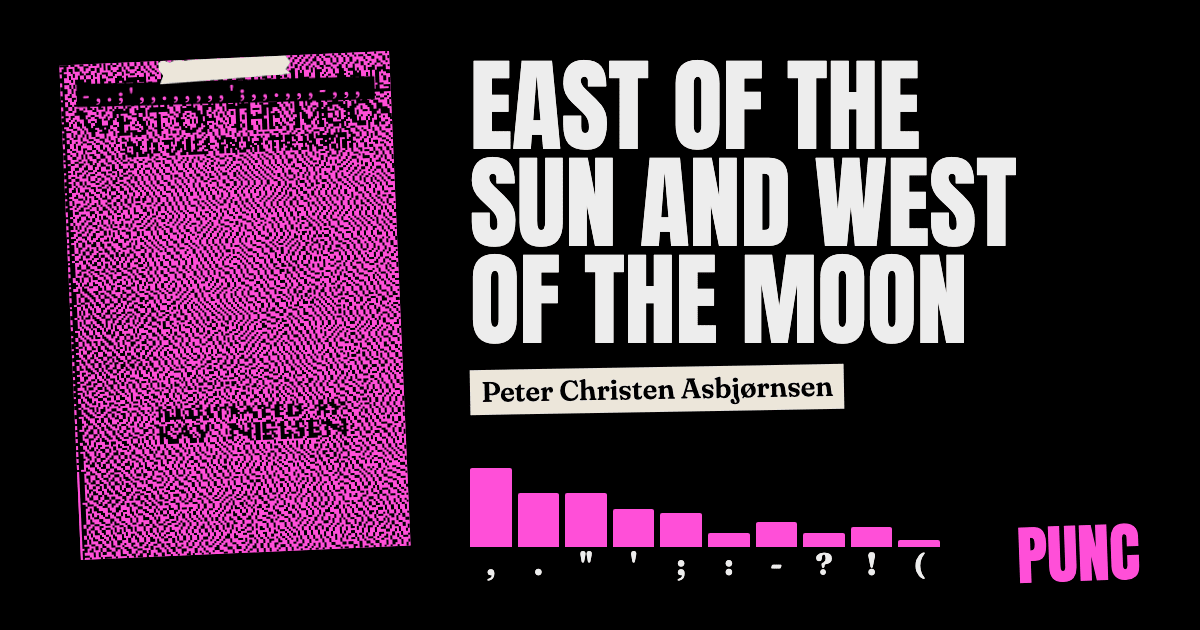 - , . : ; ' , , . , , , , , ' ; , , . , , , - , , ,
WEST OF THE MOON
OLD TALES FROM THE NORTH
ILLUSTRATED BY
KAY NIELSEN
EAST OF THE
SUN AND WEST
OF THE MOON
Peter Christen Asbjørnsen
, . " ' ; : - ? ! (
PUNC